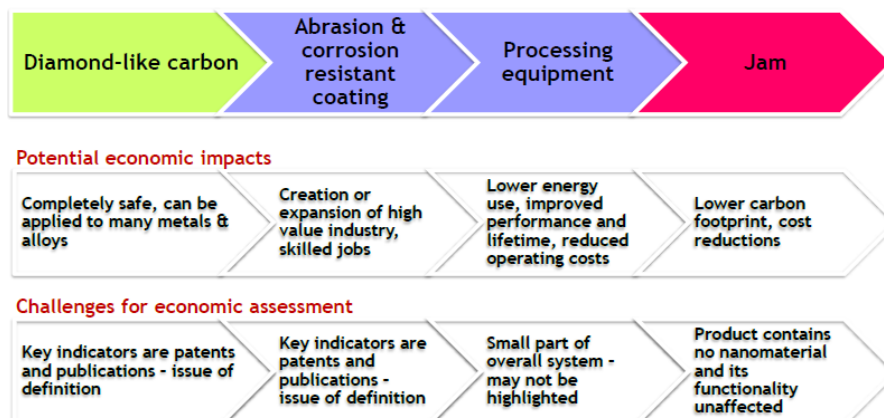 Diamond-like carbon
Abrasion &
corrosion
resistant
coating
Processing
equipment
Jam
Potential economic impacts
Completely safe, can be
applied to many metals &
alloys
Creation or
expansion of high
value industry,
skilled jobs
Lower energy
use, improved
performance and
lifetime, reduced
operating costs
Lower carbon
footprint, cost
reductions
Challenges for economic assessment
Key indicators are patents
and publications – issue of
definition
Key indicators are
patents and
publications –
issue of definition
Small part of
overall system –
may not be
highlighted
Product contains
no nanomaterial
and its
functionality
unaffected